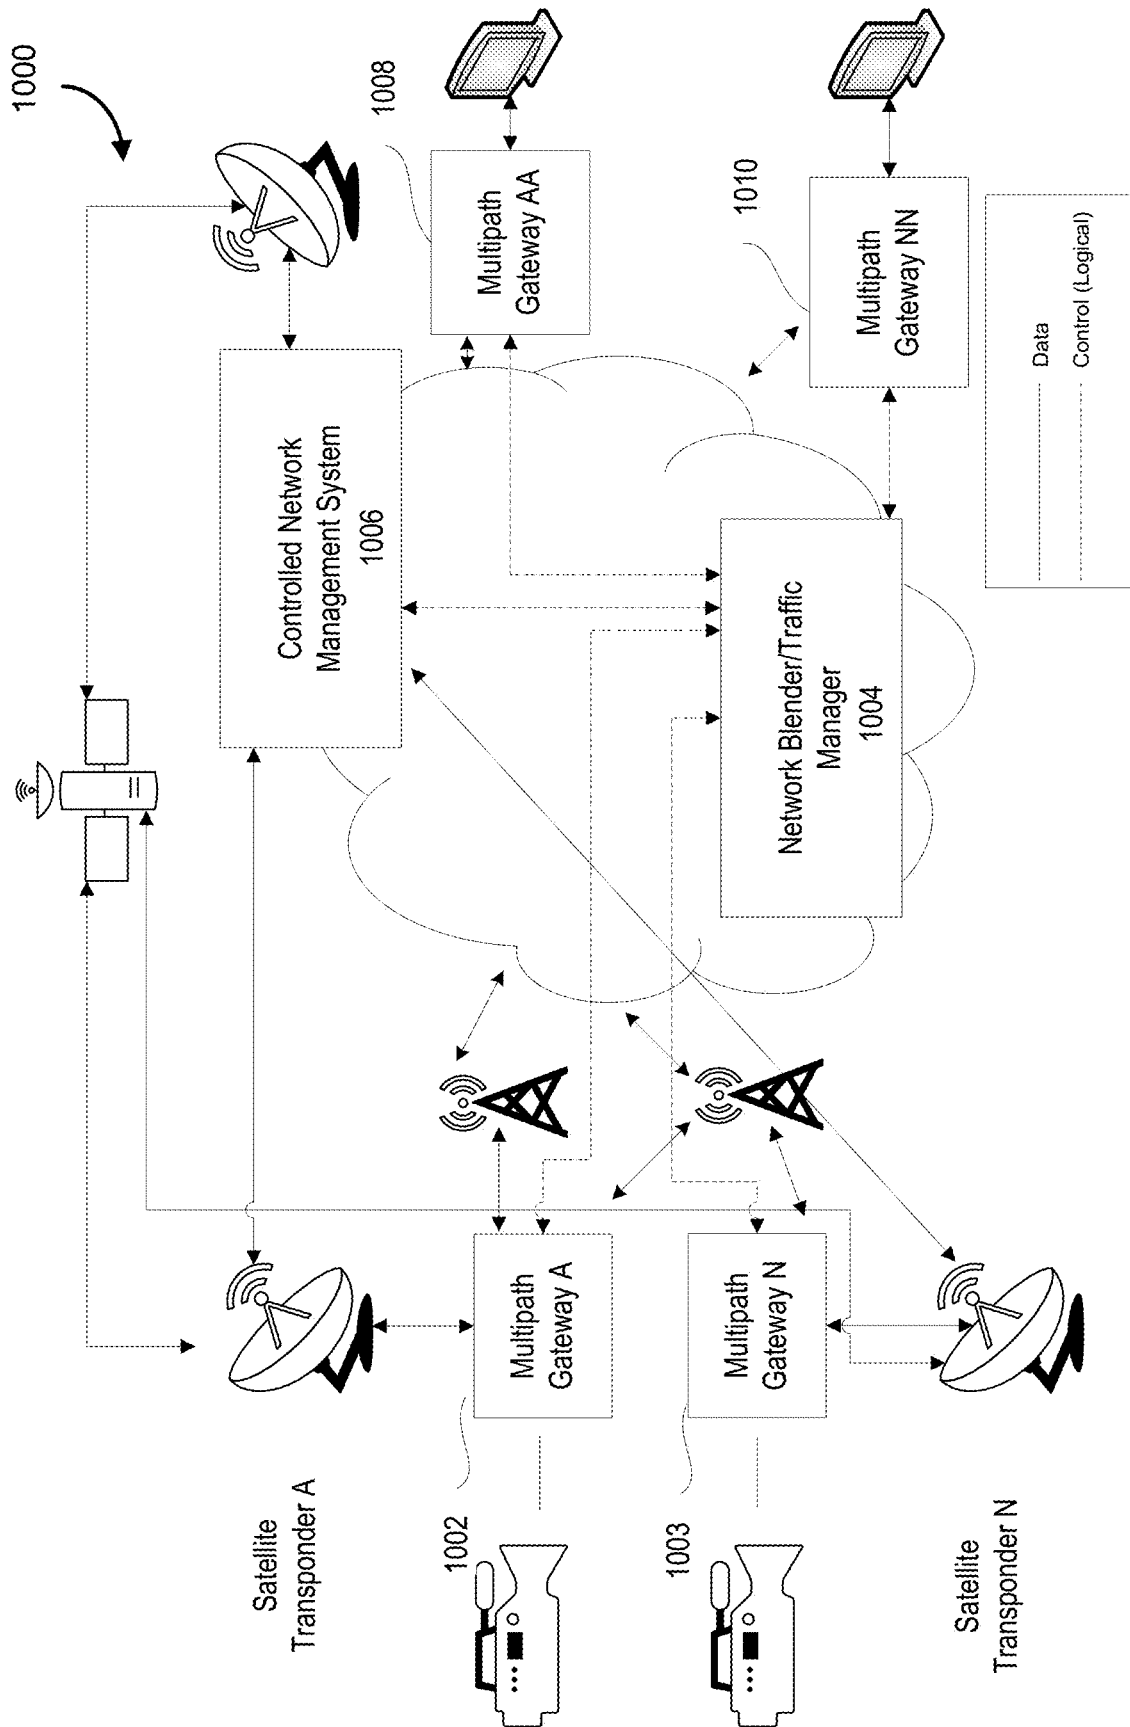 1000
Satellite
Transponder A
Controlled Network
Management System
1006
1002
Multipath
Gateway A
1008
Multipath
Gateway AA
1003
Multipath
Gateway N
Network Blender/Traffic
Manager
1004
1010
Multipath
Gateway NN
Satellite
Transponder N
Data
Control (Logical)